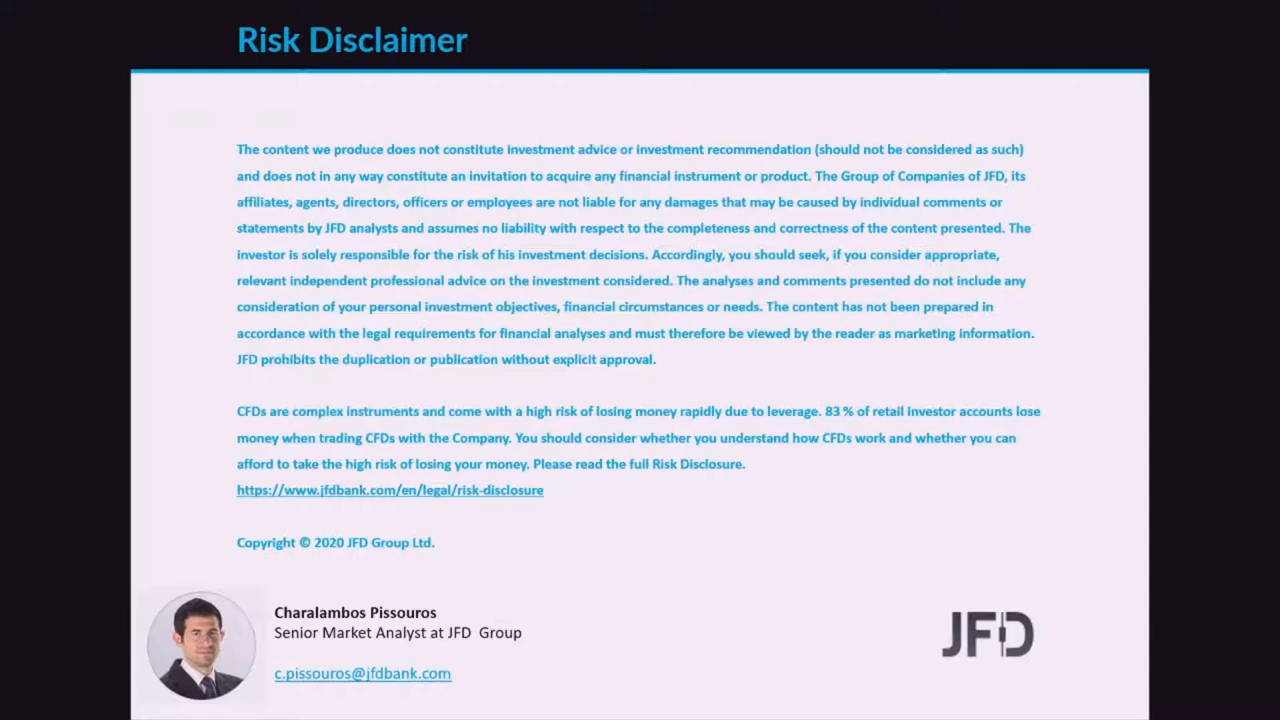 Risk Disclaimer
The content we produce does not constitute investment advice or investment recommendation (should not be considered as such)
and does not in any way constitute an invitation to acquire any financial instrument or product. The Group of Companies of JFD, its
affiliates, agents, directors, officers or employees are not liable for any damages that may be caused by individual comments or
statements by JFD analysts and assumes no liability with respect to the completeness and correctness of the content presented. The
investor is solely responsible for the risk of his investment decisions. Accordingly, you should seek, if you consider appropriate,
relevant independent professional advice on the investment considered. The analyses and comments presented do not include any
consideration of your personal investment objectives, financial circumstances or needs. The content has not been prepared in
accordance with the legal requirements for financial analyses and must therefore be viewed by the reader as marketing information.
JFD prohibits the duplication or publication without explicit approval.
CFDs are complex instruments and come with a high risk of losing money rapidly due to leverage. 83 % of retail investor accounts lose
money when trading CFDs with the Company. You should consider whether you understand how CFDs work and whether you can
afford to take the high risk of losing your money. Please read the full Risk Disclosure.
https://www.jfdbank.com/en/legal/risk-disclosure
Copyright © 2020 JFD Group Ltd.
Charalambos Pissouros
Senior Market Analyst at JFD Group
c.pissouros@jfdbank.com
JFD